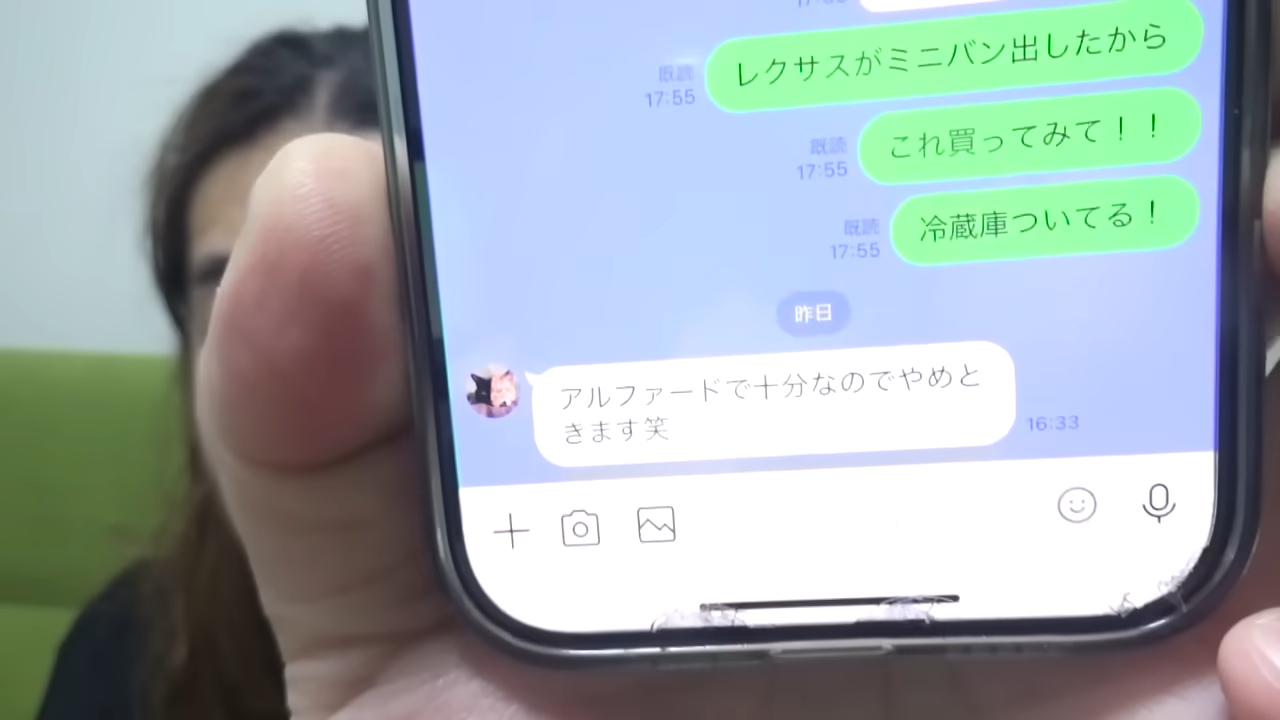 レクサスがミニバン出したから
既読
17:55
これ買ってみて！！
既読
17:55
冷蔵庫ついてる！
既読
17:55
昨日
アルファードで十分なのでやめと
きます笑
16:33